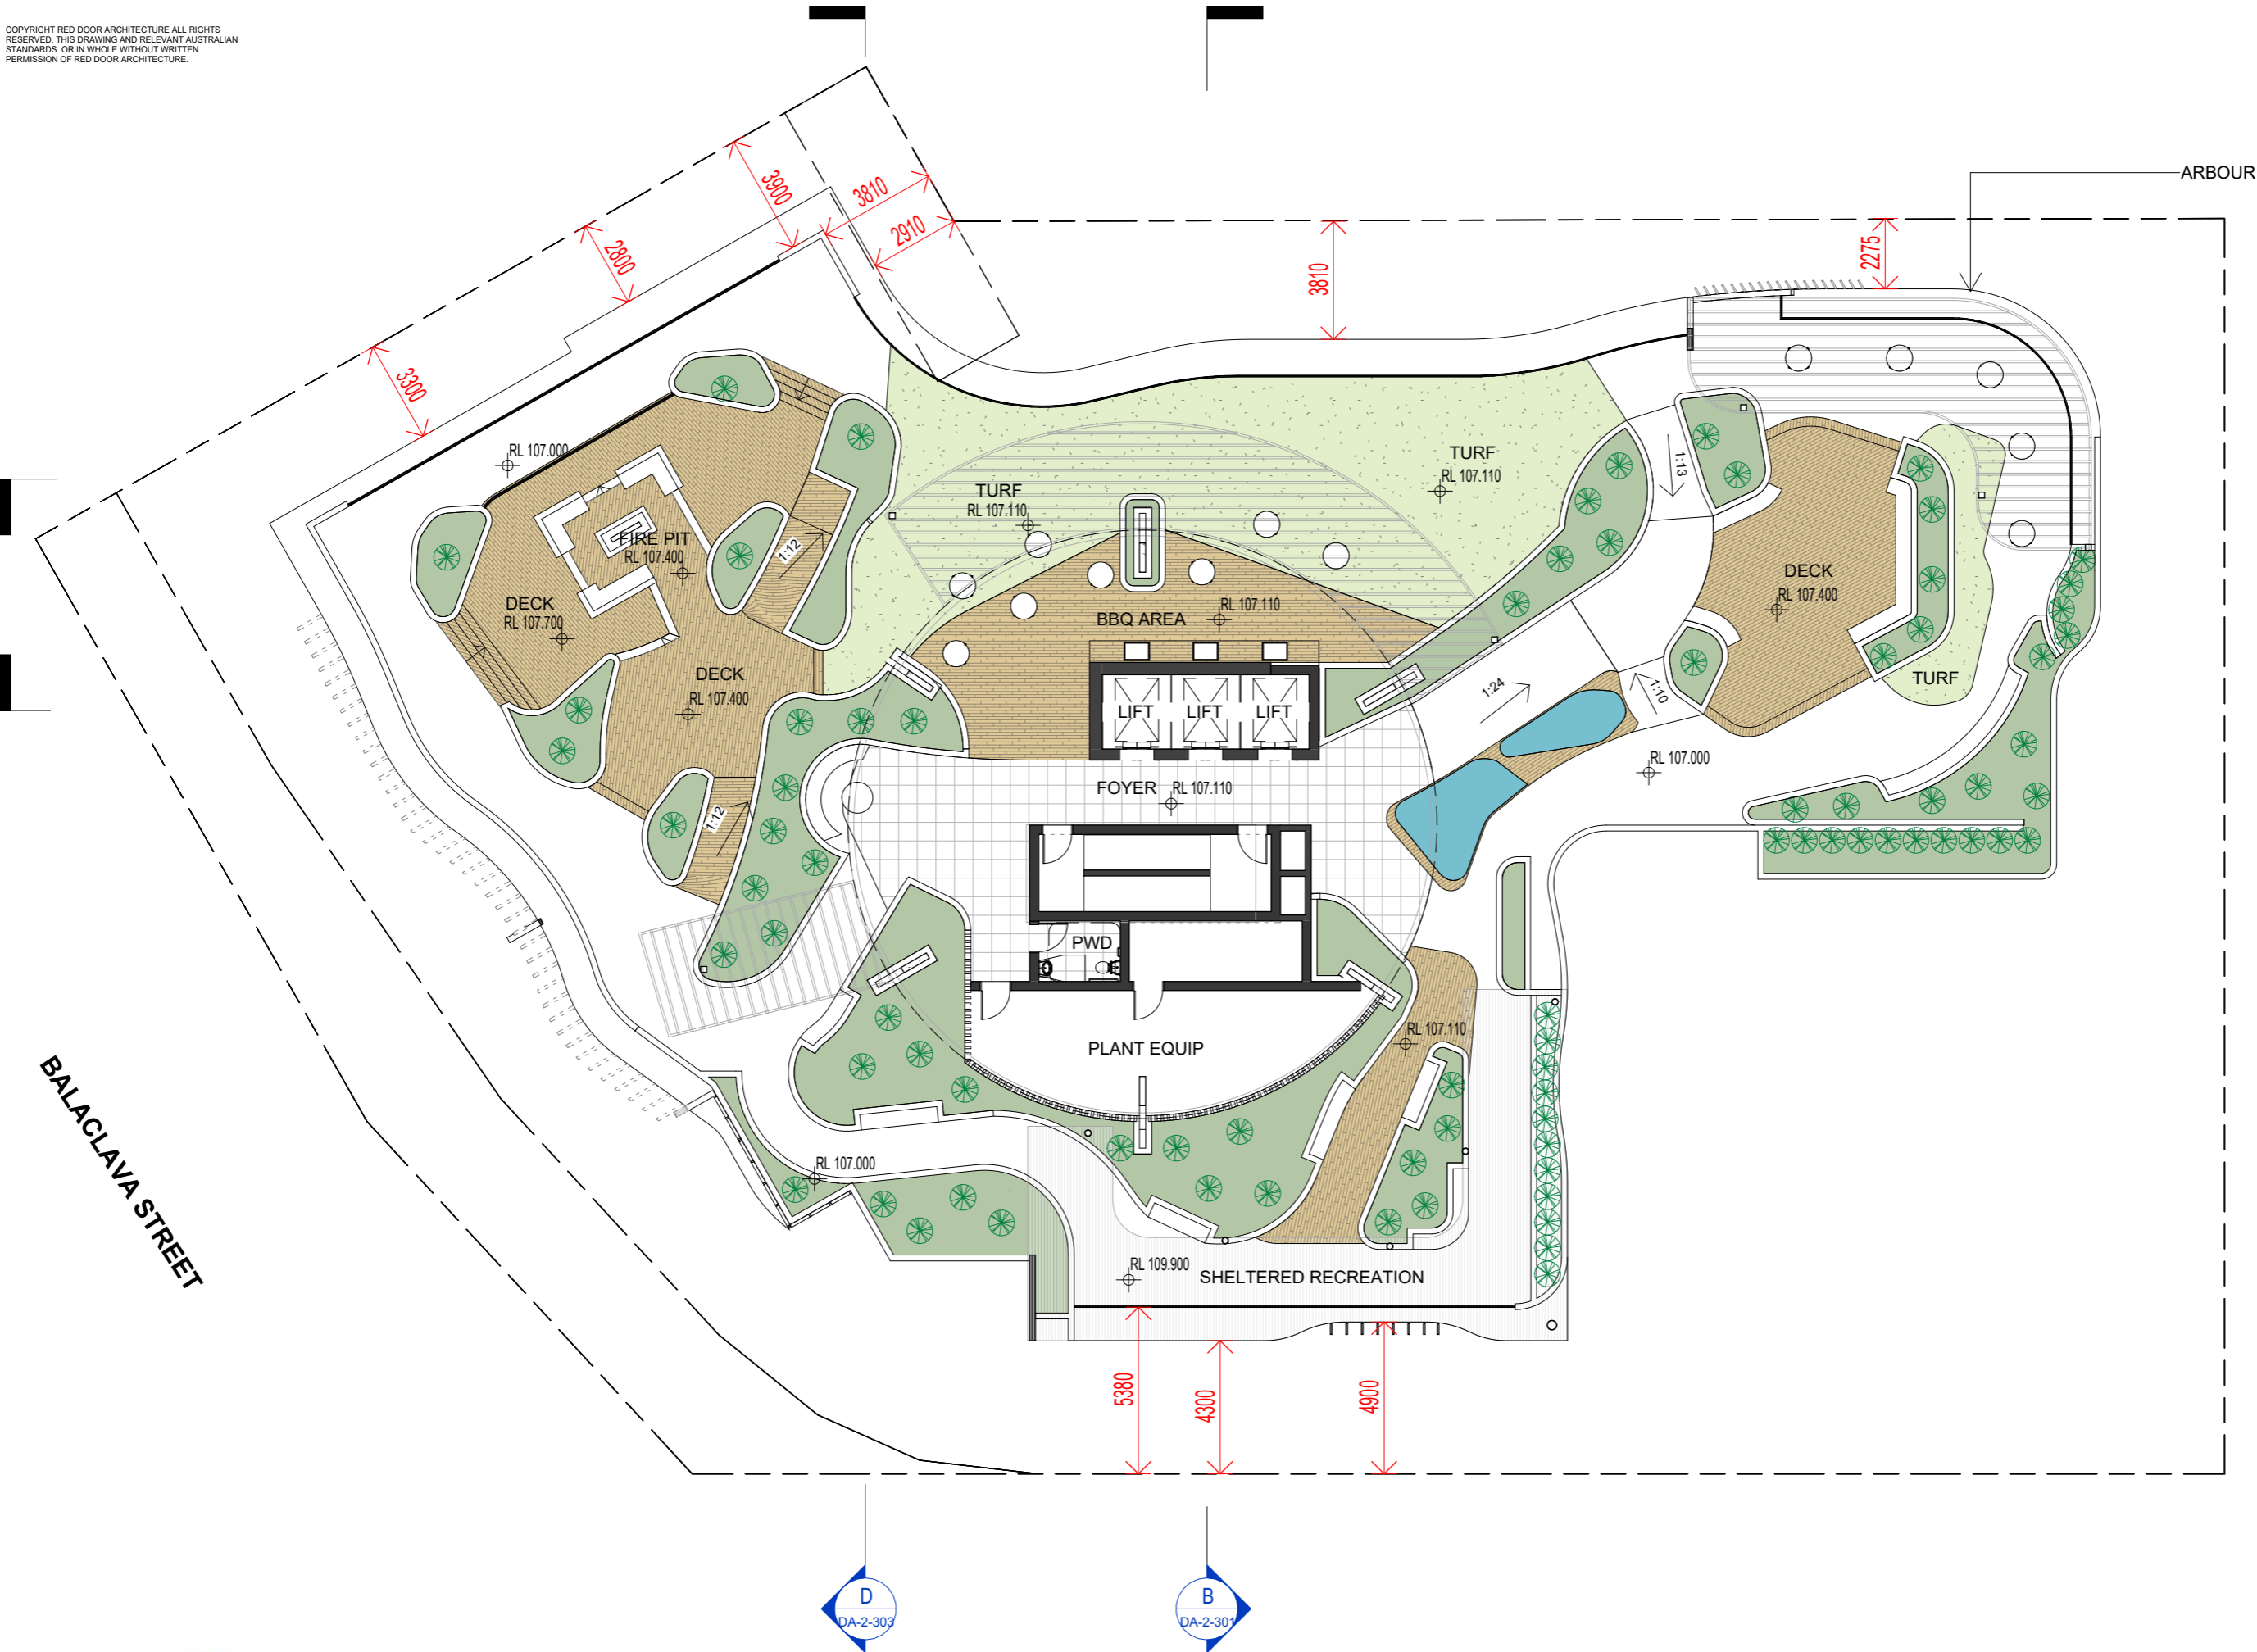 COPYRIGHT RED DOOR ARCHITECTURE ALL RIGHTS
RESERVED. THIS DRAWING AND RELEVANT AUSTRALIAN
STANDARDS. OR IN WHOLE WITHOUT WRITTEN
PERMISSION OF RED DOOR ARCHITECTURE.
ARBOUR
3900
3810
2910
2800
3300
3810
2275
RL 107.000
FIRE PIT
RL 107.400
1:12
DECK
RL 107.700
DECK
RL 107.400
1:12
TURF
RL 107.110
TURF
RL 107.110
1:13
BBQ AREA
RL 107.110
DECK
RL 107.400
TURF
LIFT
LIFT
LIFT
1:24
1:10
RL 107.000
FOYER
RL 107.110
PWD
PLANT EQUIP
RL 107.110
BALACLAVA STREET
RL 107.000
RL 109.900
SHELTERED RECREATION
5380
4300
4900
D
DA-2-303
B
DA-2-301